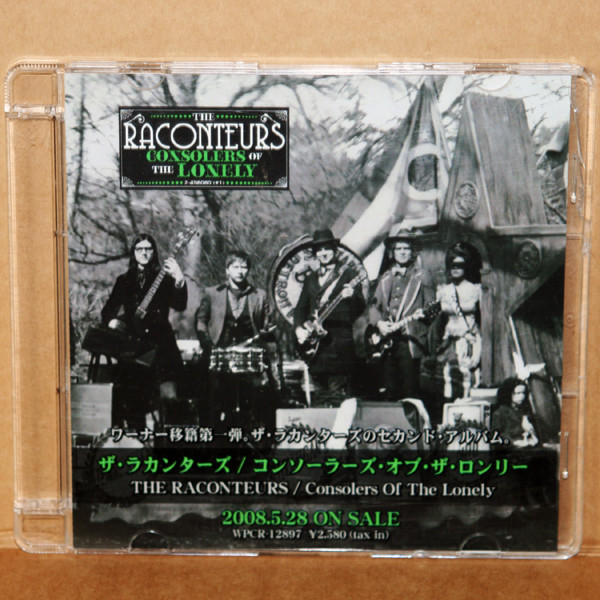 THE
RACONTEURS
CONSOLERS OF
THE LONELY
DETROIT
ワーナー移籍第一弾。ザ・ラカンターズのセカンド・アルバム。
ザ・ラカンターズ / コンソーラーズ・オブ・ザ・ロンリー
THE RACONTEURS / Consolers Of The Lonely
2008.5.28 ON SALE
WPCR-12897 ¥2,580 (tax in)